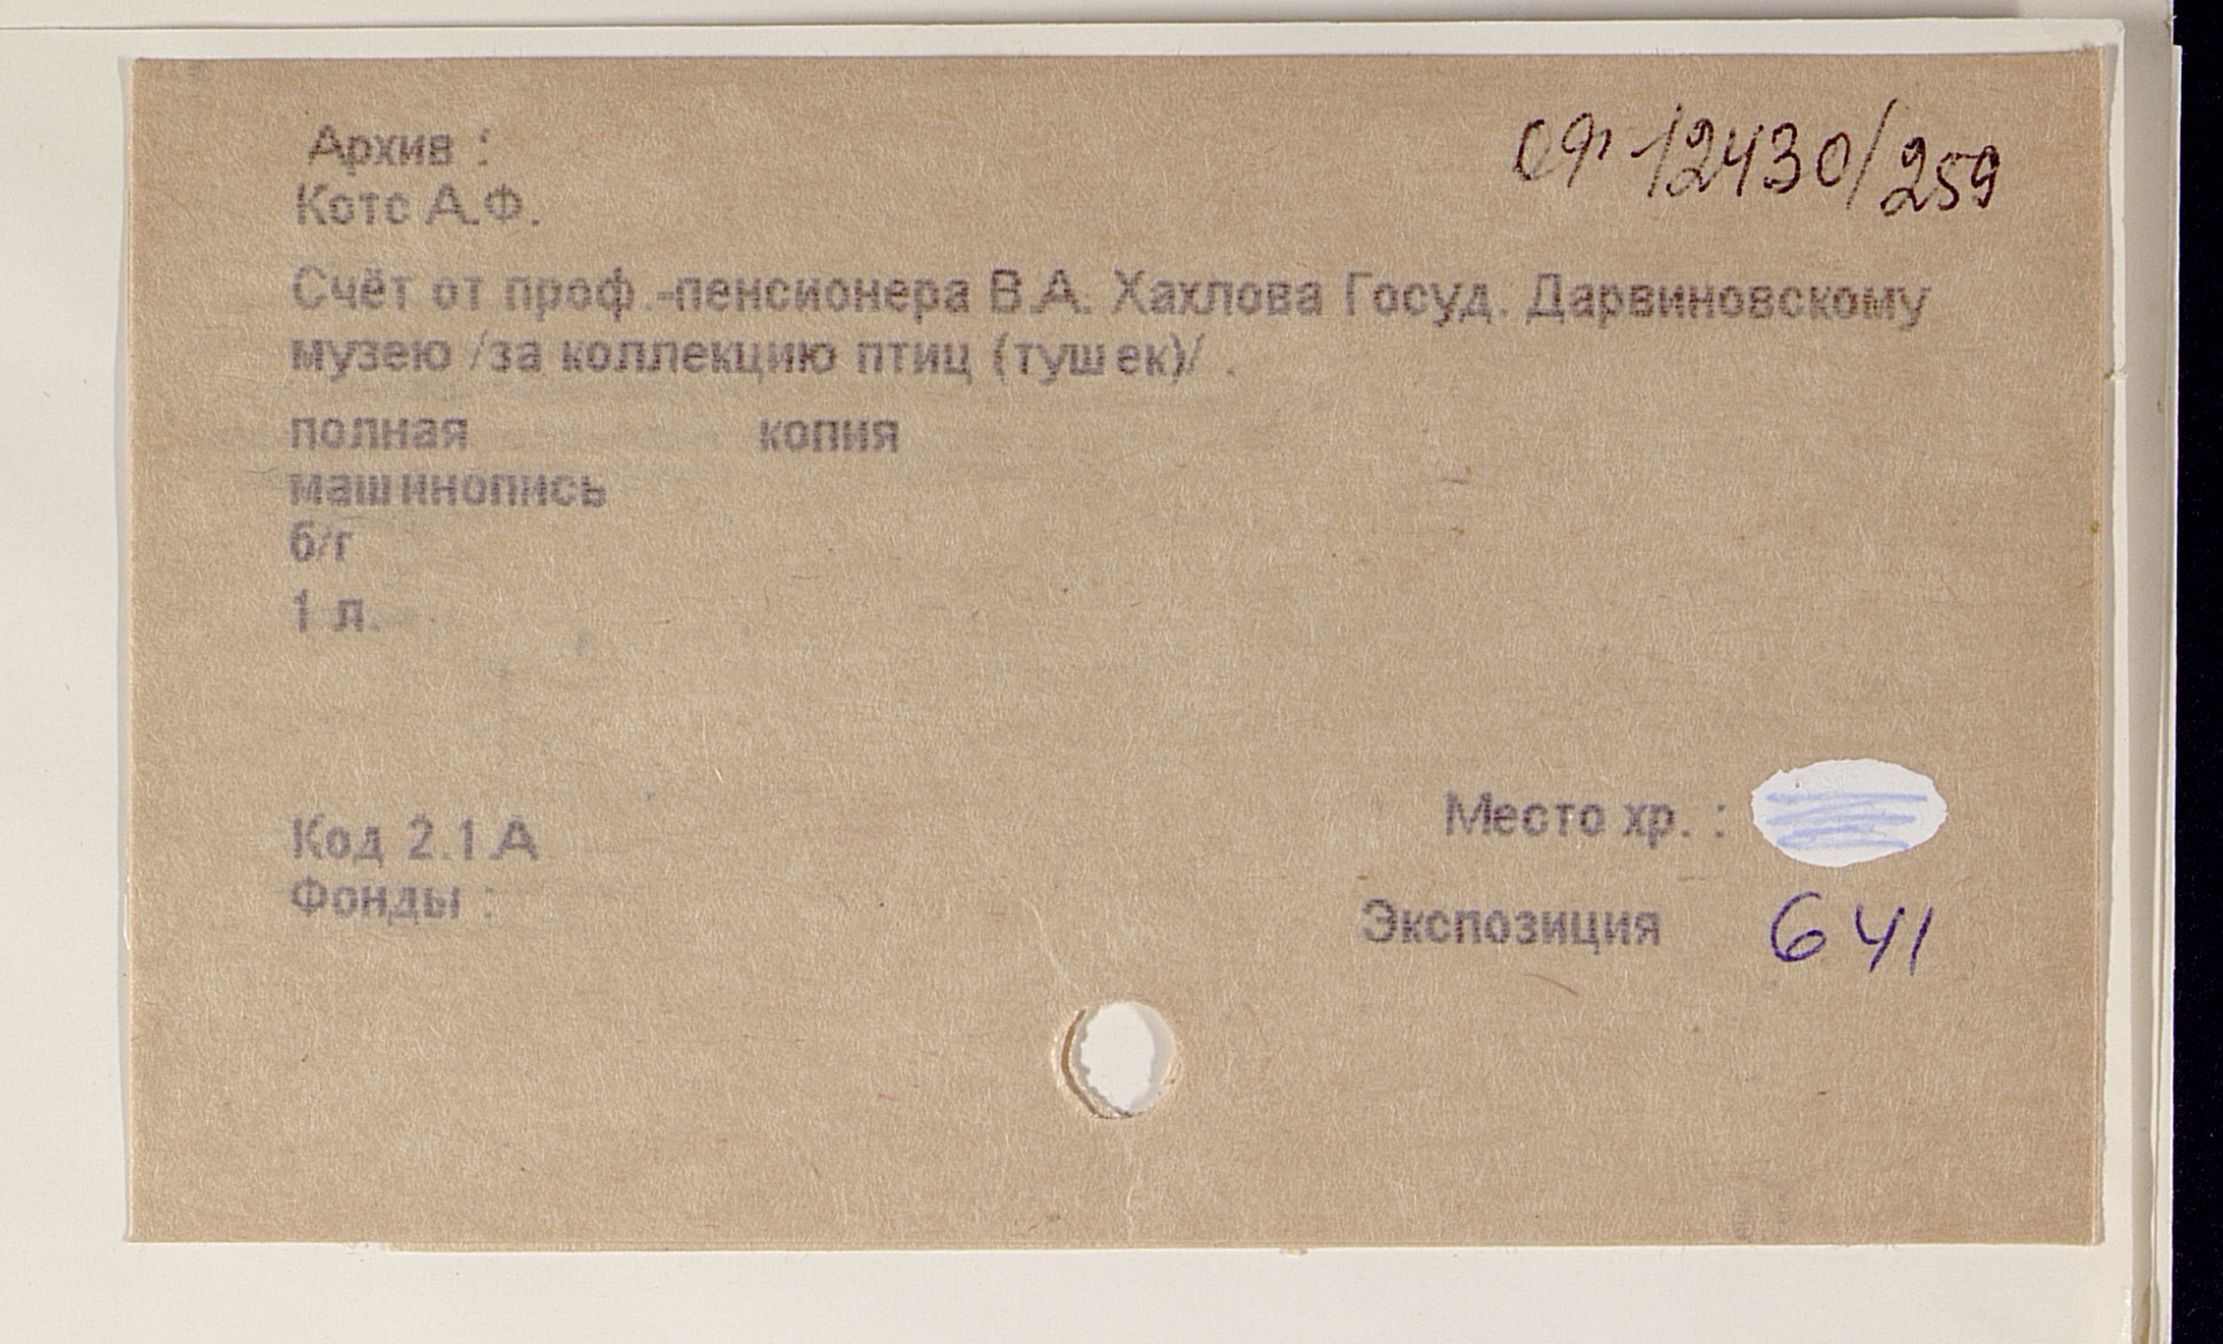 Архив :
ОФ-12430/259
Котс А.Ф.
Счёт от проф.-пенсионера В.А. Хахлова Госуд. Дарвиновскому
музею /за коллекцию птиц (тушек)/ .
полная копия
машинопись
б/г
1 л.
Место хр. :
Код 2.1.А
Фонды :
Экспозиция 641